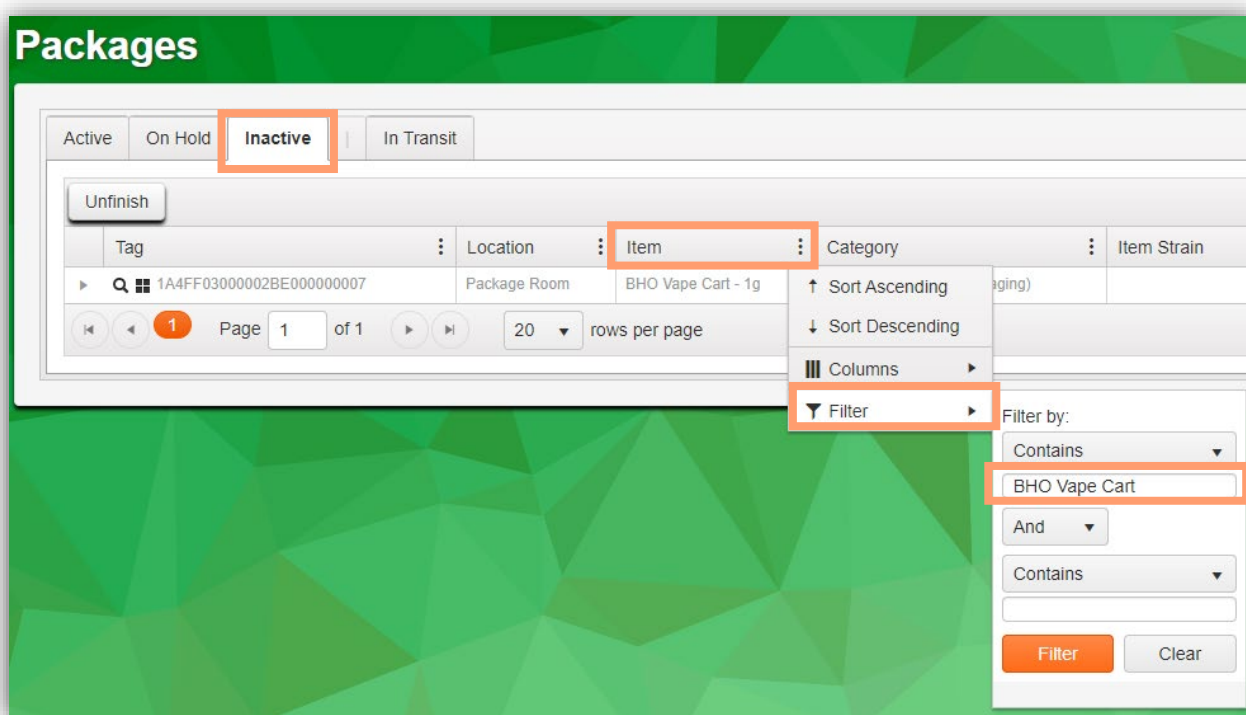 Packages
Active On Hold Inactive | In Transit
Unfinish
Tag Location Item Category Item Strain
1A4FF03000002BE000000007 Package Room BHO Vape Cart - 1g aging)
1 Page 1 of 1 20 rows per page
Sort Ascending
Sort Descending
Columns
Filter
Filter by:
Contains
BHO Vape Cart
And
Contains
Filter Clear